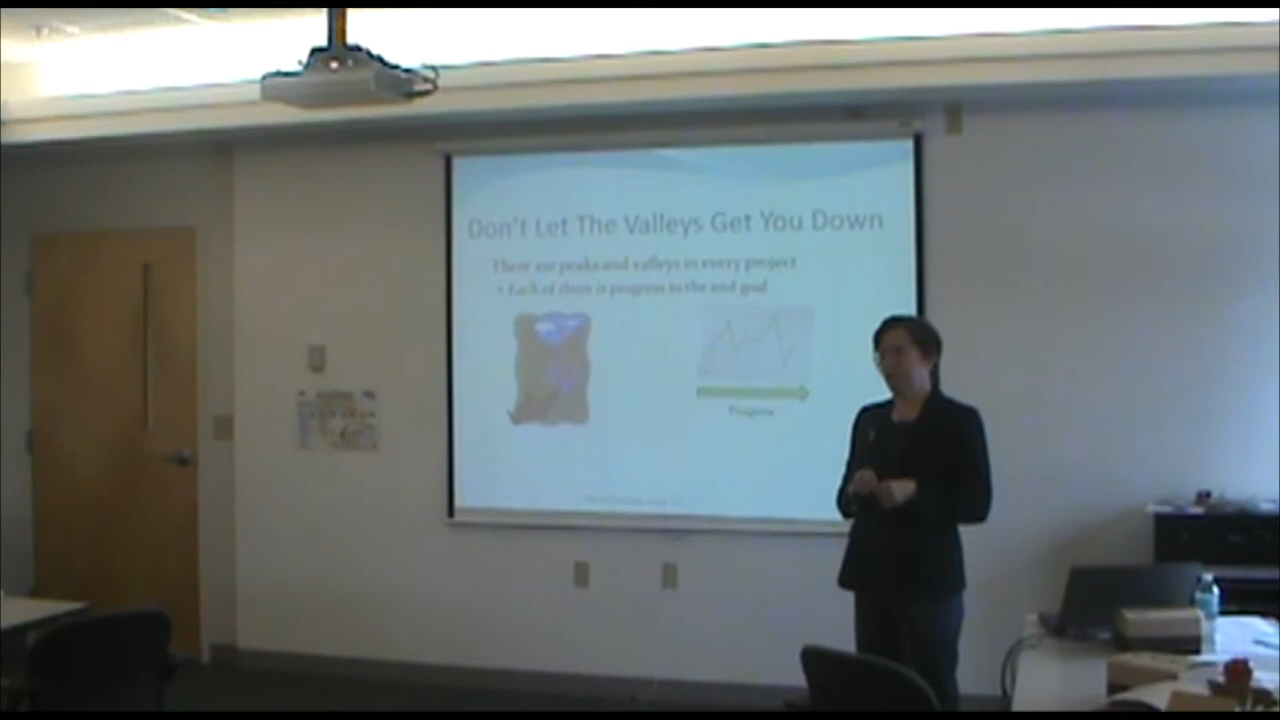 Don't Let The Valleys Get You Down
There are peaks and valleys in every project
• Each of them is progress to the end goal
Progress